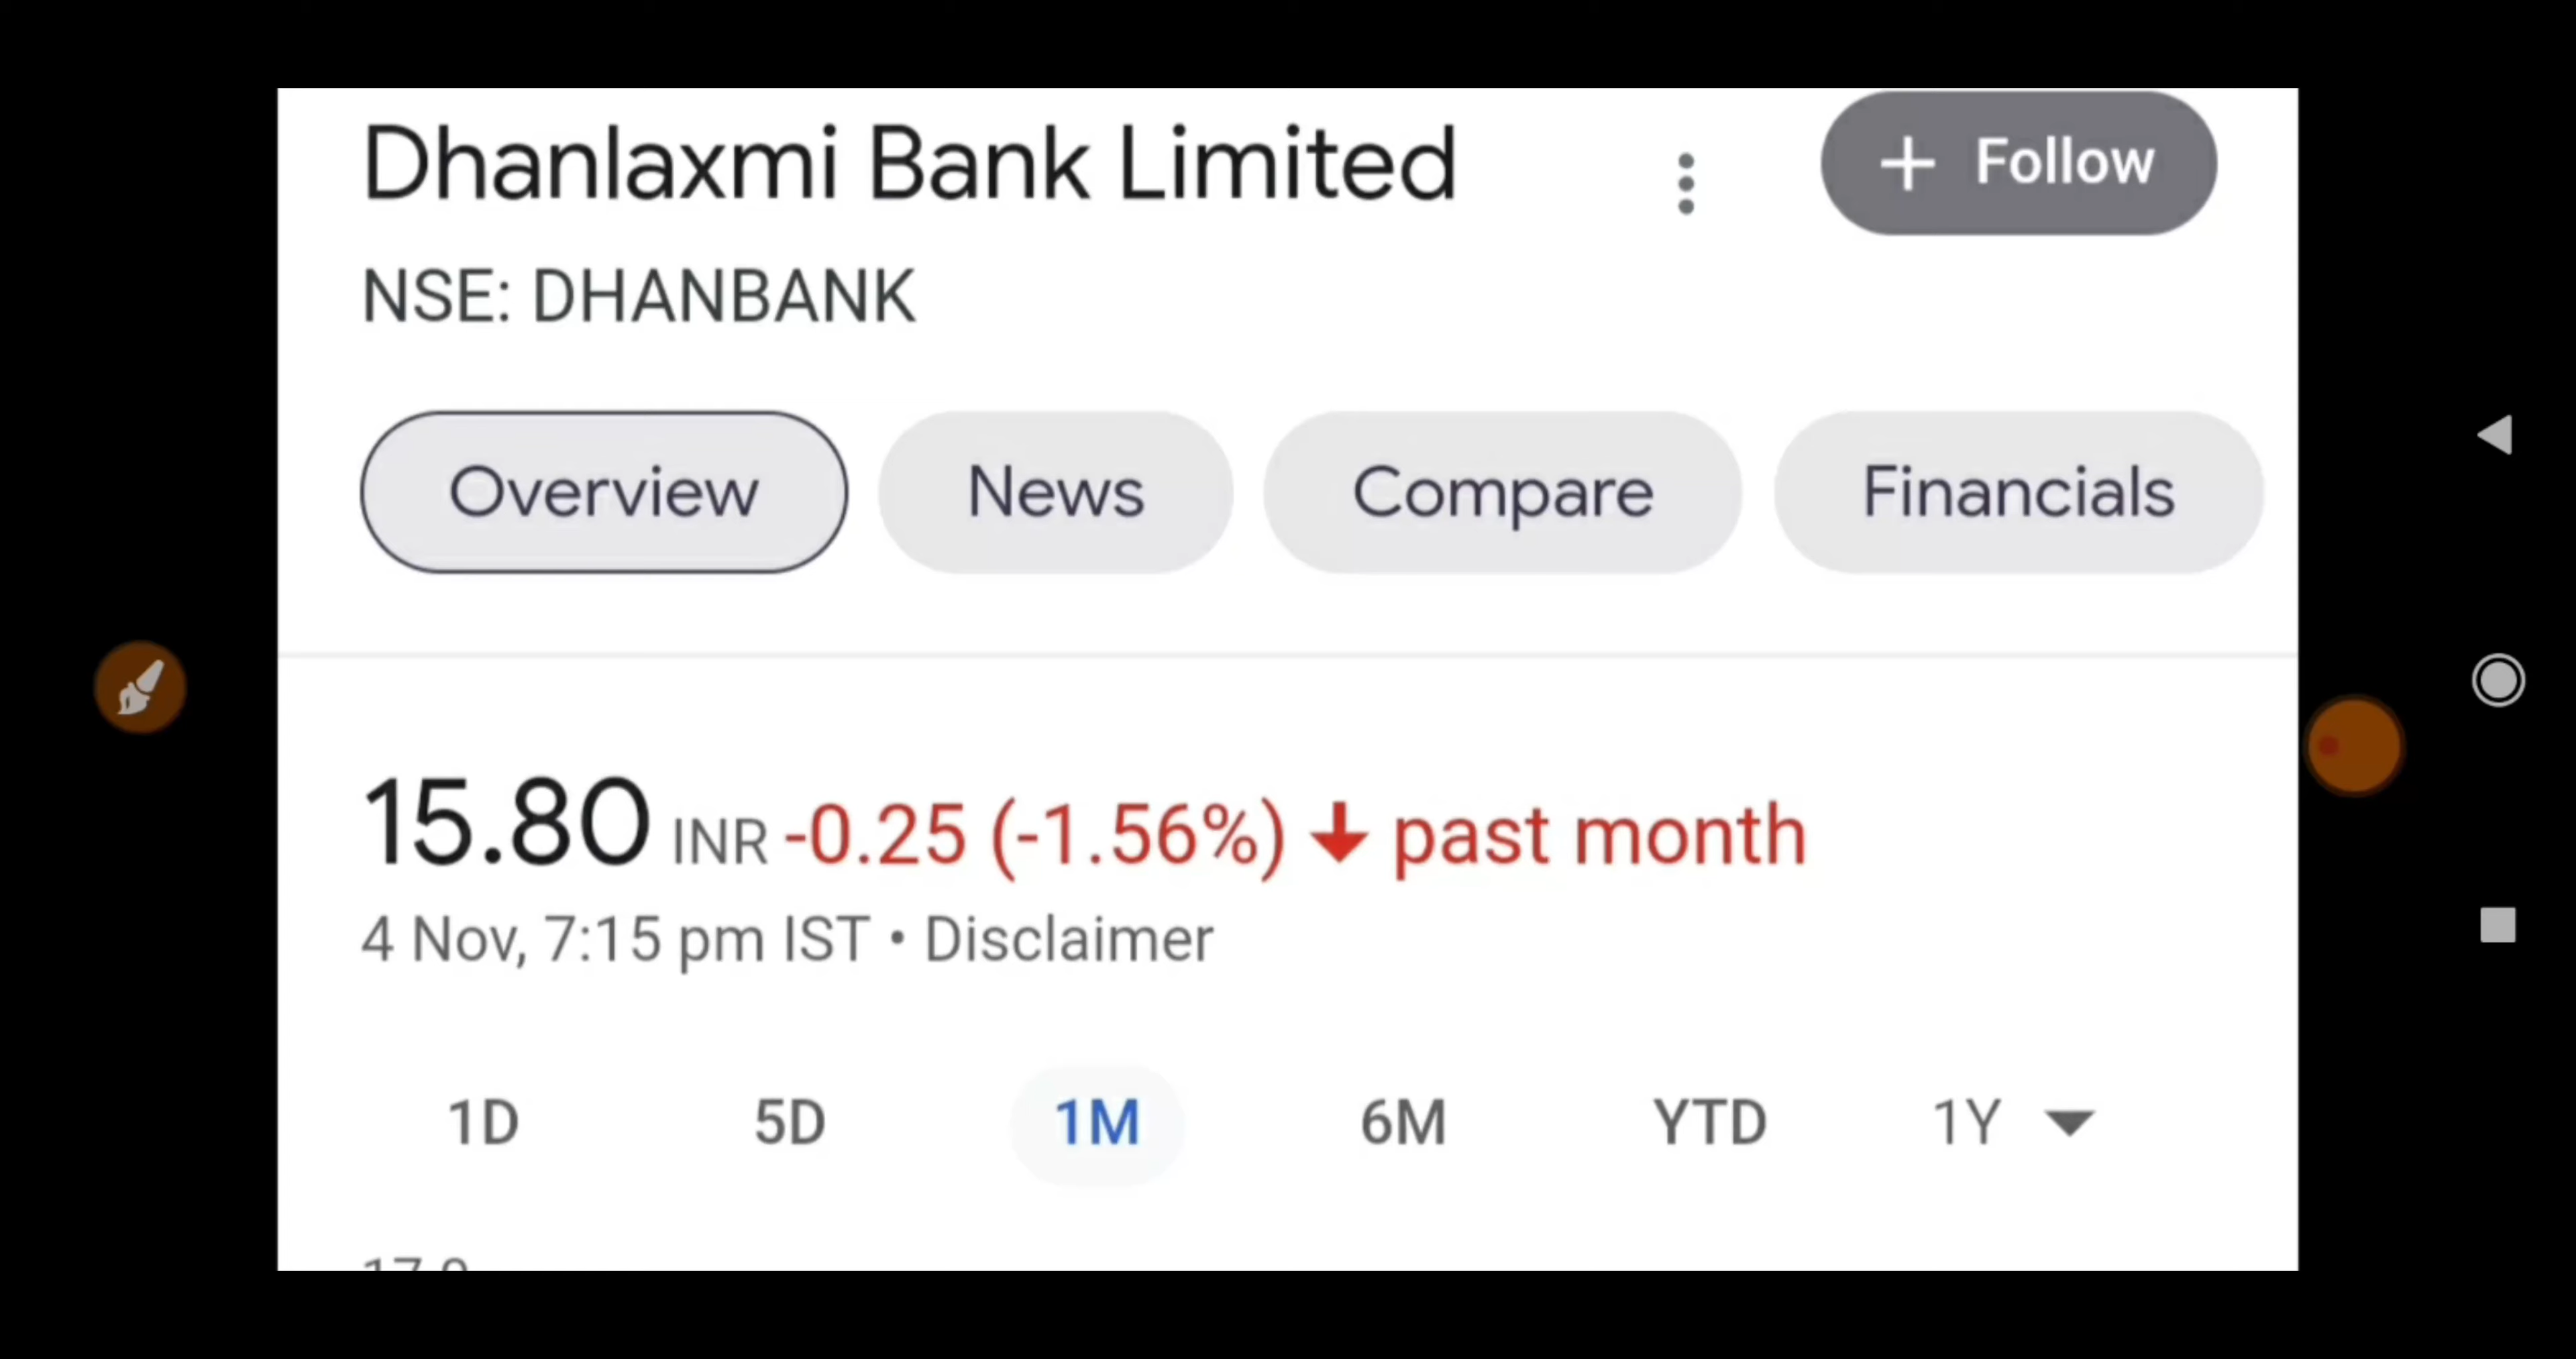 Dhanlaxmi Bank Limited
+ Follow
NSE: DHANBANK
Overview
News
Compare
Financials
15.80 INR -0.25 (-1.56%) ↓ past month
4 Nov, 7:15 pm IST • Disclaimer
1D 5D 1M 6M YTD 1Y